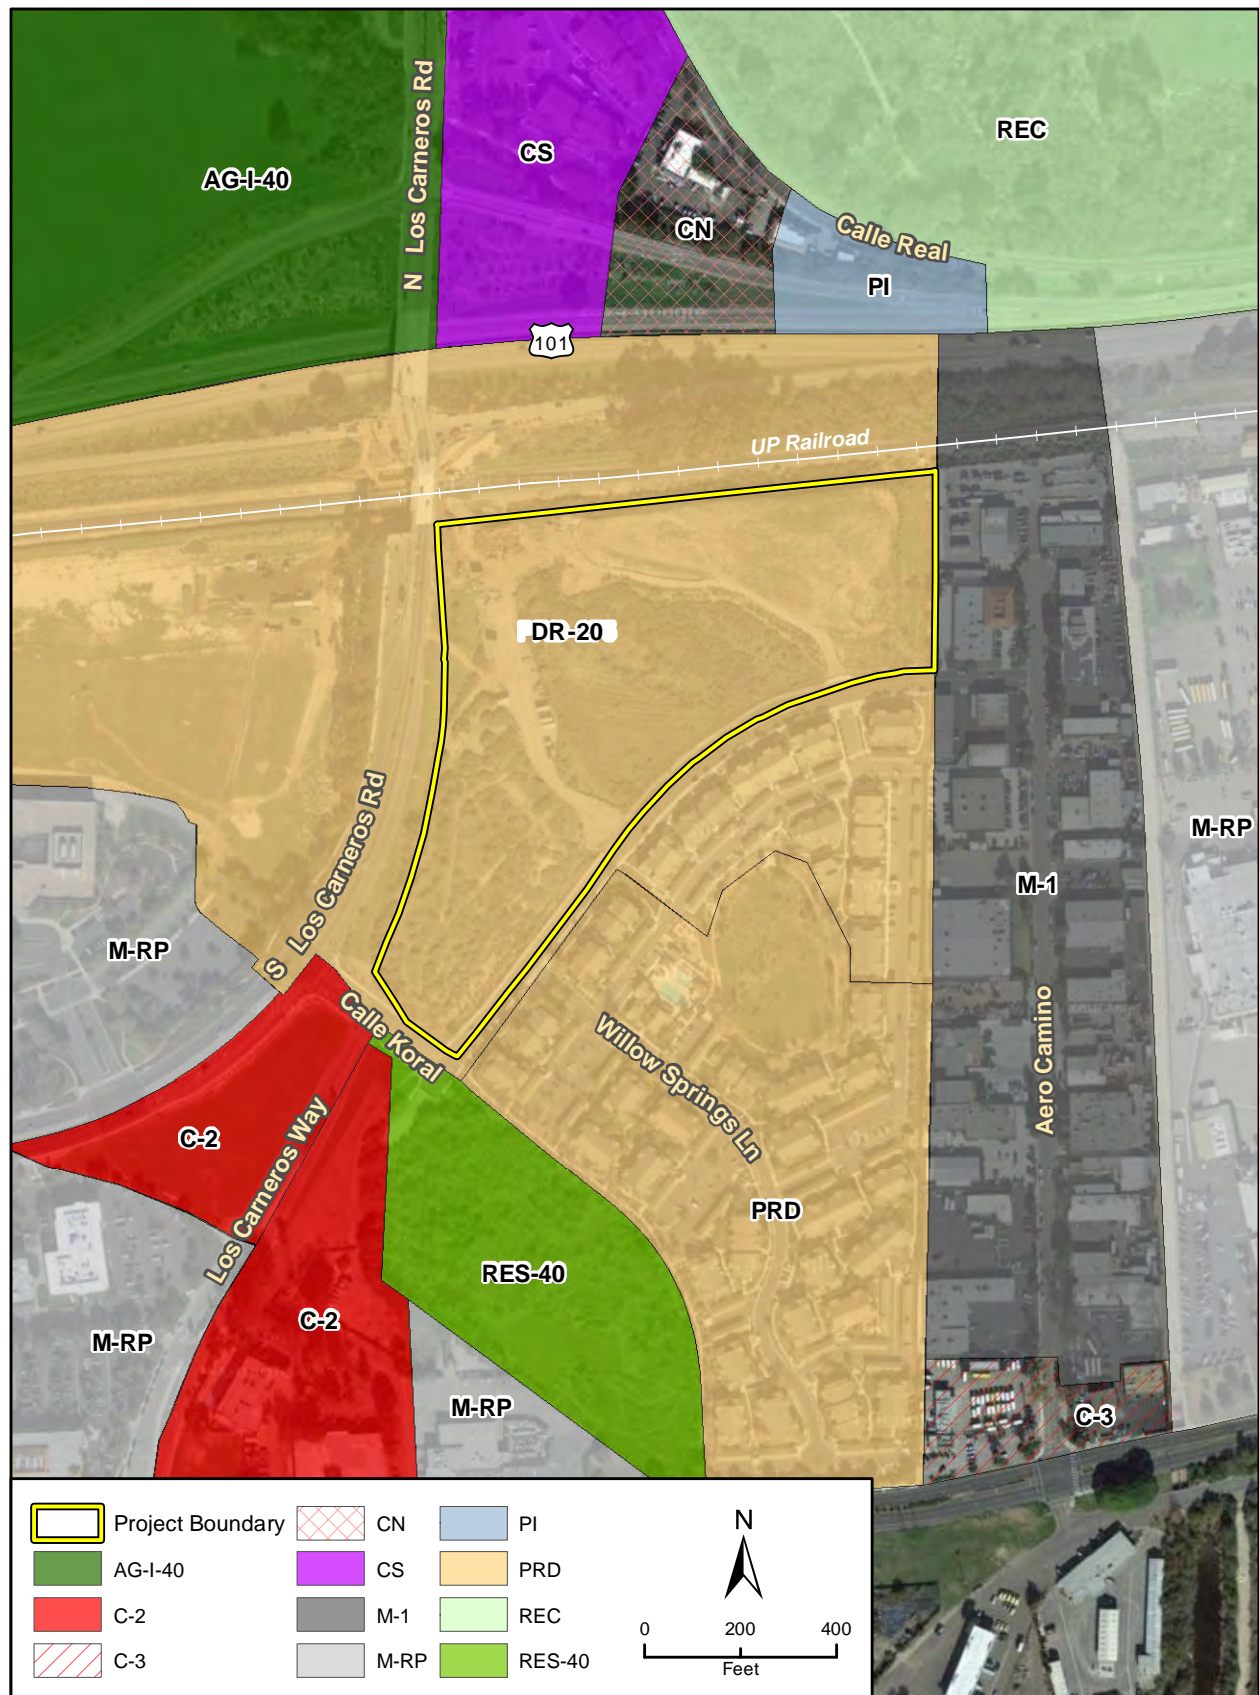 N Los Carneros Rd
CS
REC
AG-I-40
CN
Calle Real
PI
101
UP Railroad
DR-20
S Los Carneros Rd
M-RP
M-1
M-RP
Calle Koral
Willow Springs Ln
Aero Camino
C-2
Los Carneros Way
PRD
RES-40
C-2
M-RP
M-RP
C-3
Project Boundary
AG-I-40
C-2
C-3
CN
CS
M-1
M-RP
PI
PRD
REC
RES-40
N
0 200 400
Feet